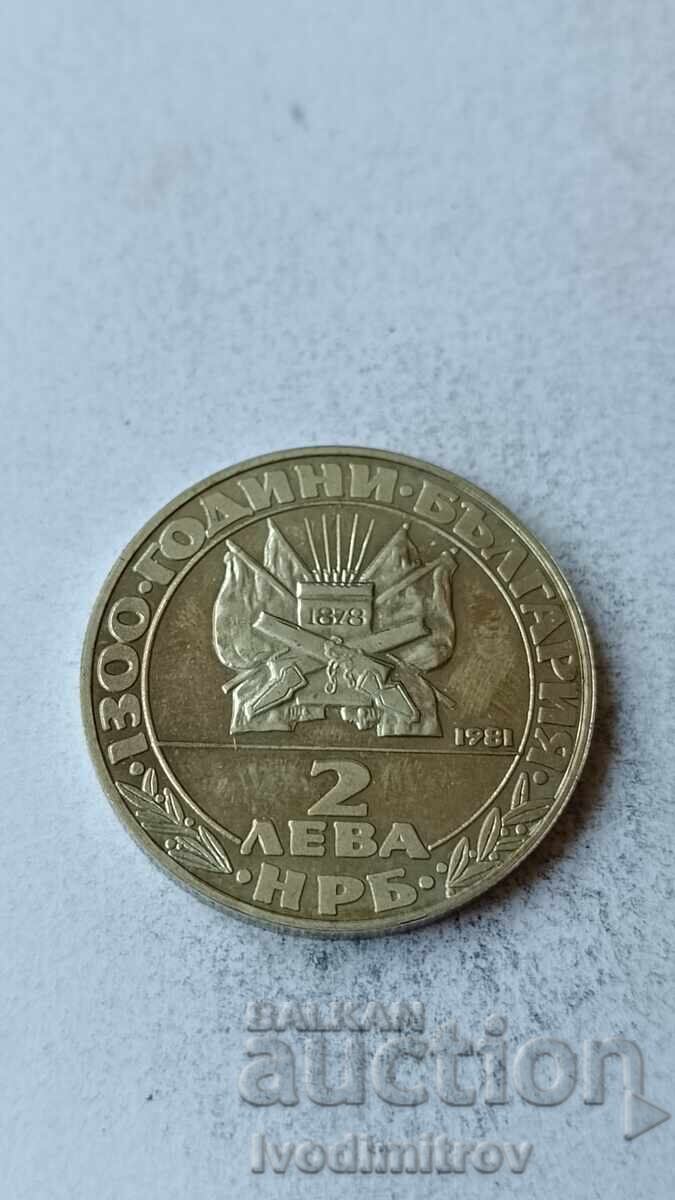 ·1300·ГОДИНИ·БЪЛГАРИЯ·
1878
1981
2
ЛЕВА
·НРБ·
BALKAN
auction
Ivodimitrov